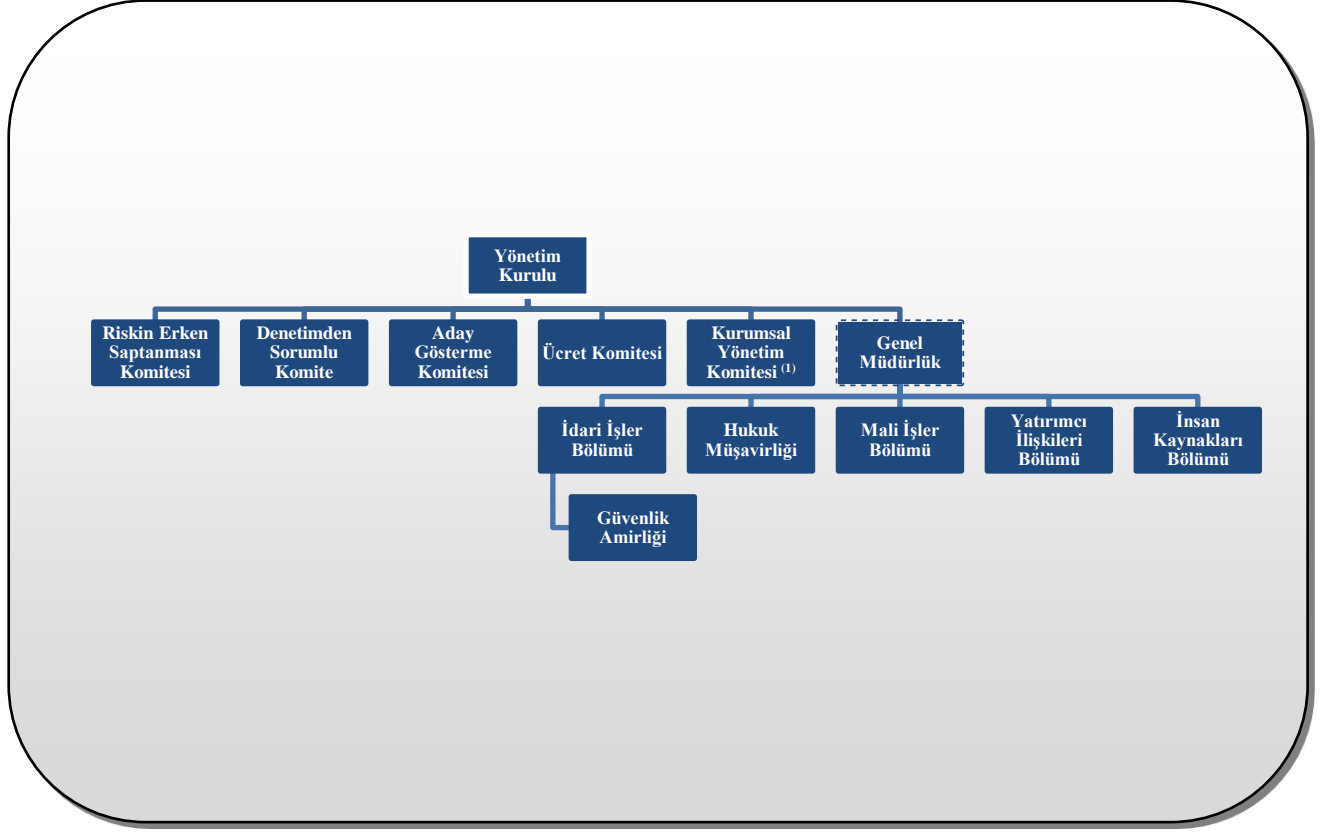 Yönetim
Kurulu
Riskin Erken
Saptanması
Komitesi
Denetimden
Sorumlu
Komite
Aday
Gösterme
Komitesi
Ücret Komitesi
Kurumsal
Yönetim
Komitesi (1)
Genel
Müdürlük
İdari İşler
Bölümü
Hukuk
Müşavirliği
Mali İşler
Bölümü
Yatırımcı
İlişkileri
Bölümü
İnsan
Kaynakları
Bölümü
Güvenlik
Amirliği